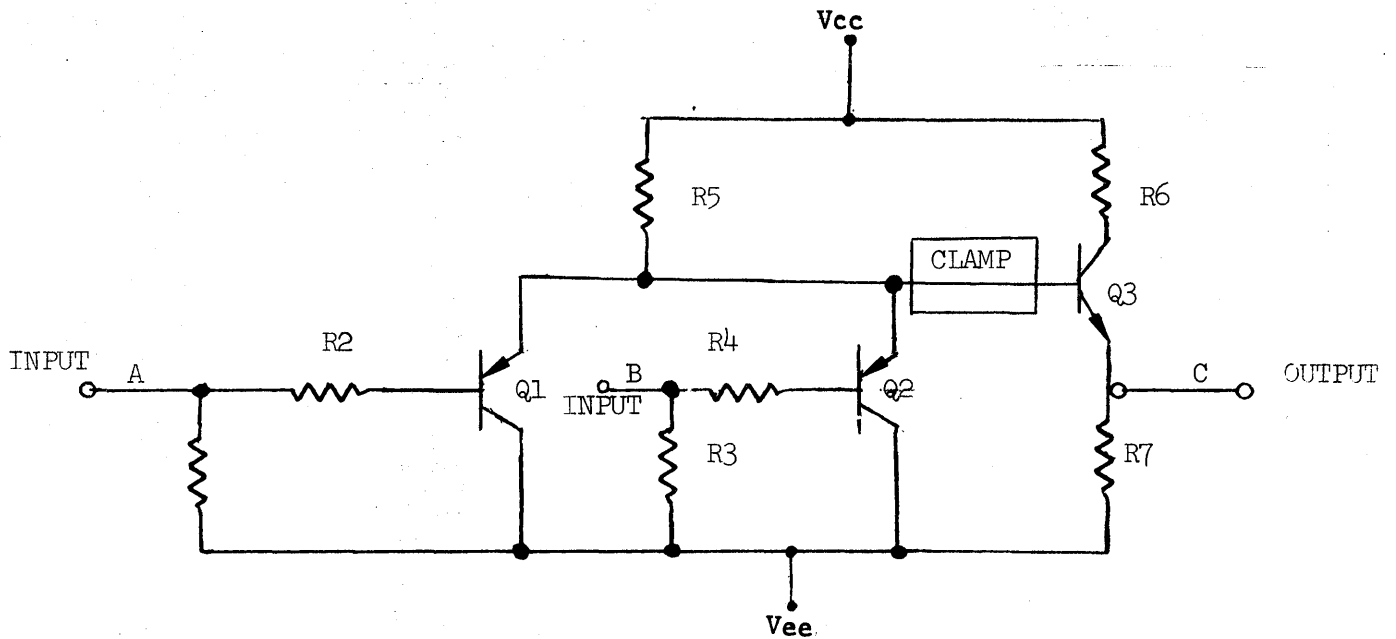 Vcc
R5
R6
CLAMP
Q3
R2
R4
INPUT
A
Q1
B
INPUT
Q2
C
OUTPUT
R3
R7
Vee